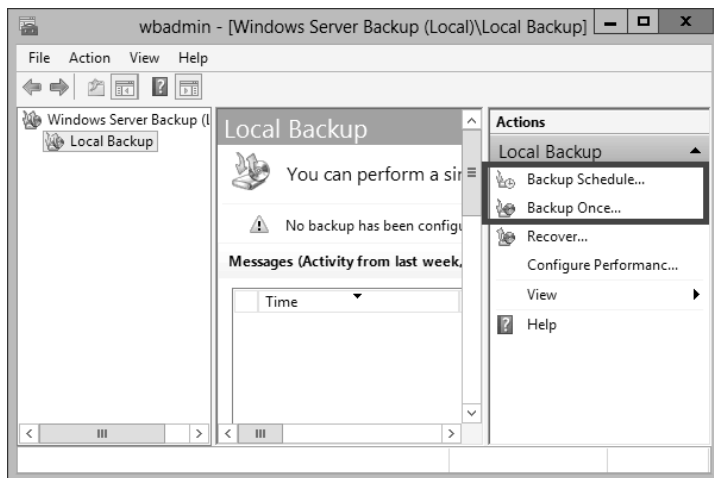 wbadmin - [Windows Server Backup (Local)\Local Backup]
File Action View Help
Windows Server Backup (L
Local Backup
Local Backup
You can perform a sin
No backup has been configu
Messages (Activity from last week,
Time
Actions
Local Backup
Backup Schedule...
Backup Once...
Recover...
Configure Performanc...
View
Help